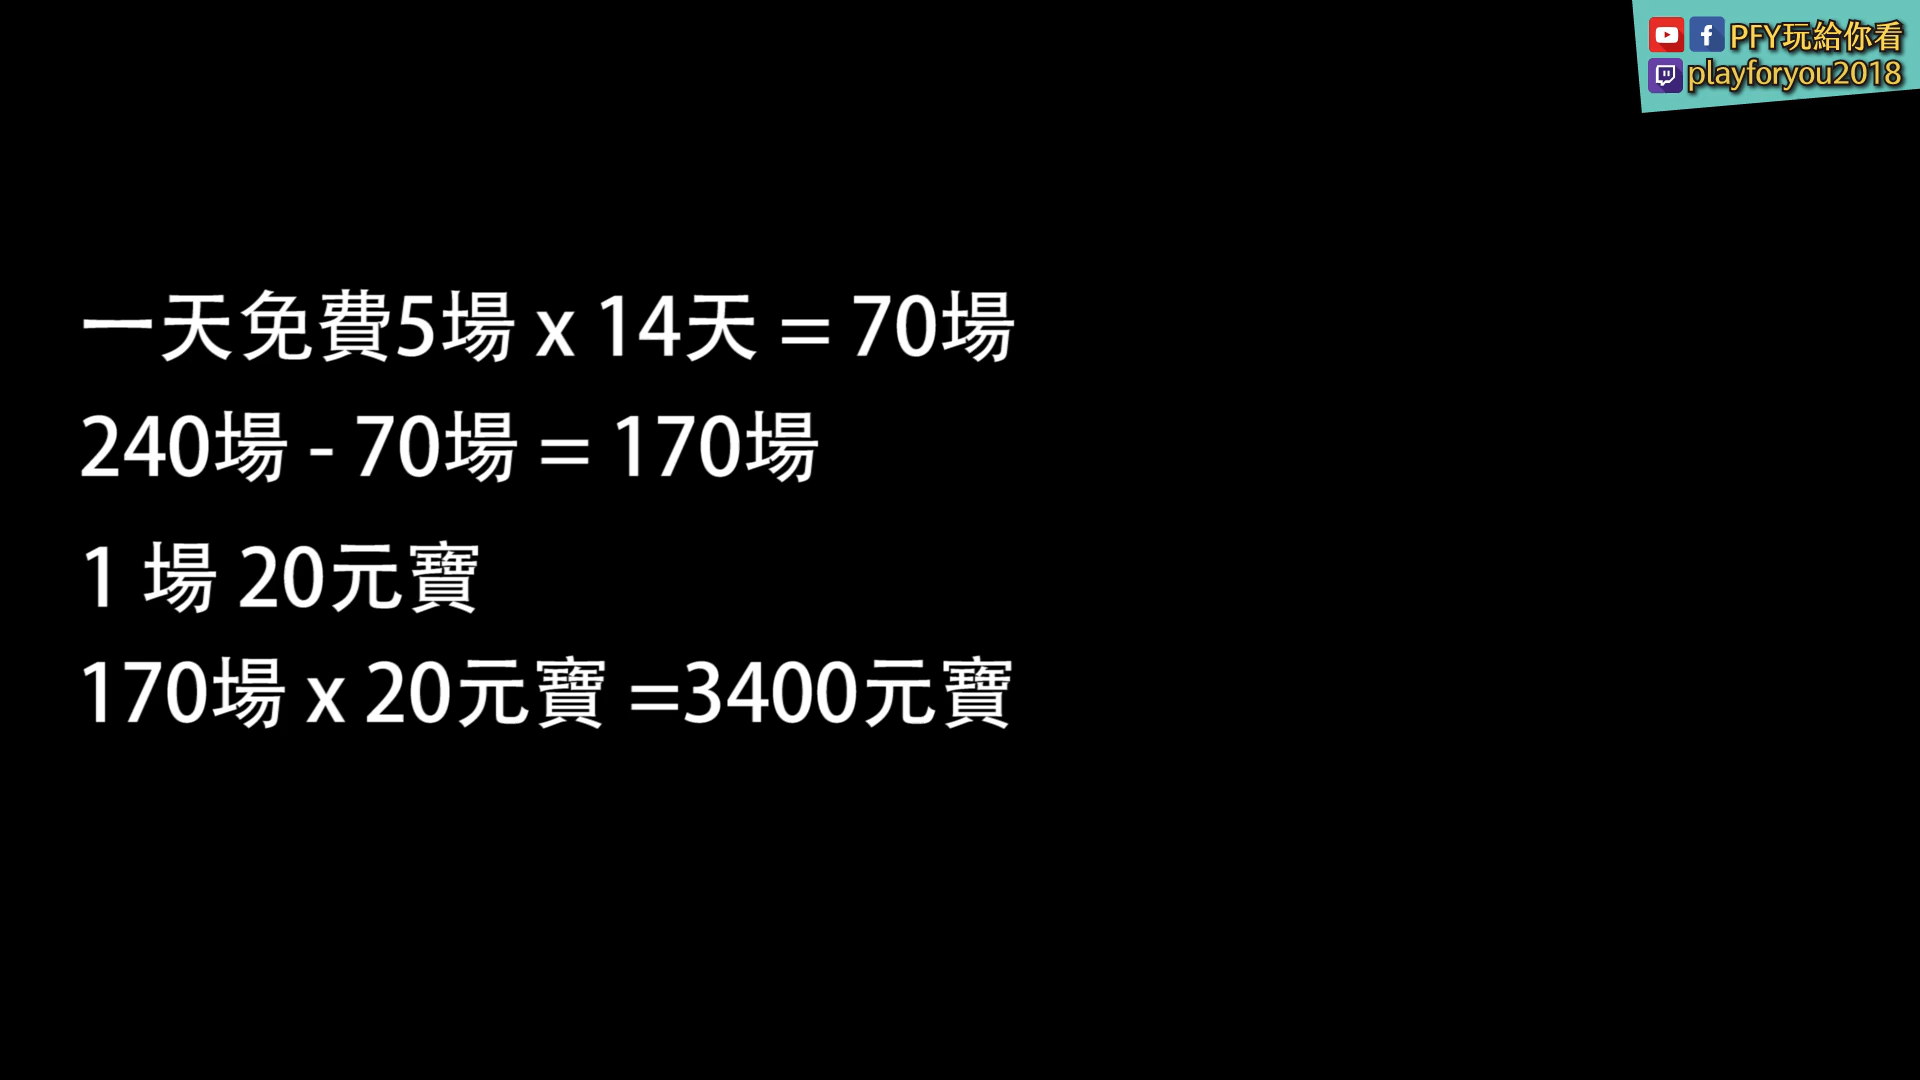 PFY玩給你看
playforyou2018
一天免費5場 x 14天 = 70場
240場 - 70場 = 170場
1 場 20元寶
170場 x 20元寶 =3400元寶